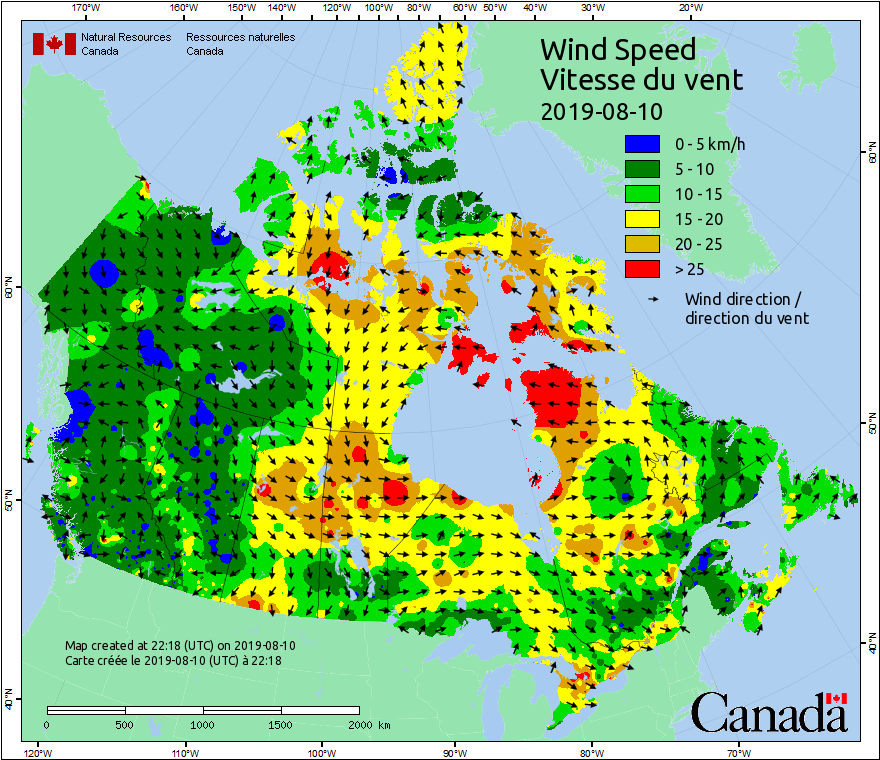 170°W 160°W 150°W 140°W 130°W 120°W 110°W 100°W 90°W 80°W 70°W 60°W 50°W 40°W 30°W 20°W
Natural Resources Ressources naturelles
Canada Canada
Wind Speed
Vitesse du vent
2019-08-10
0 - 5 km/h
5 - 10
10 - 15
15 - 20
20 - 25
> 25
Wind direction /
direction du vent
60°N 60°N
50°N 50°N
40°N 40°N
Map created at 22:18 (UTC) on 2019-08-10
Carte créée le 2019-08-10 (UTC) à 22:18
0 500 1000 1500 2000 km
Canada
120°W 110°W 100°W 90°W 80°W 70°W